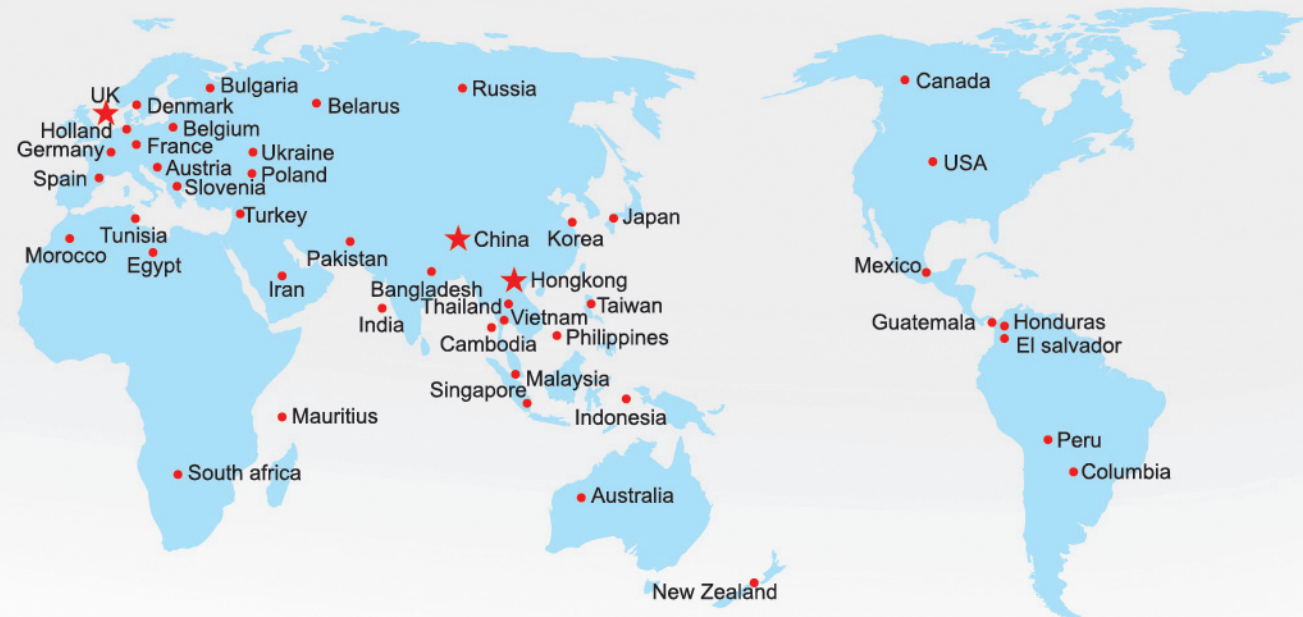 UK
Bulgaria
Russia
Canada
Denmark
Belarus
Holland
Belgium
Germany
France
Ukraine
USA
Austria
Spain
Poland
Slovenia
Turkey
Japan
Tunisia
China
Korea
Morocco
Egypt
Pakistan
Mexico
Iran
Bangladesh
Hongkong
Thailand
Taiwan
India
Vietnam
Guatemala
Honduras
Cambodia
Philippines
El salvador
Malaysia
Singapore
Mauritius
Indonesia
Peru
South africa
Columbia
Australia
New Zealand